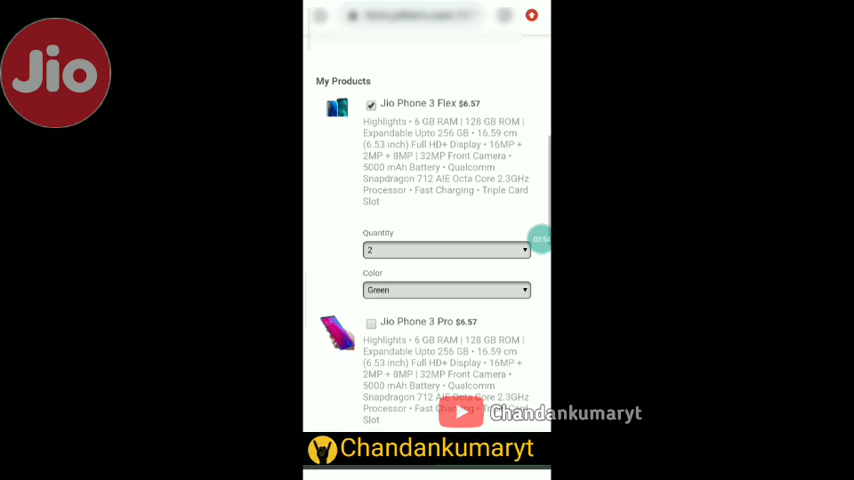 Jio
My Products
Jio Phone 3 Flex $6.57
Highlights • 6 GB RAM | 128 GB ROM |
Expandable Upto 256 GB • 16.59 cm
(6.53 inch) Full HD+ Display • 16MP +
2MP + 8MP | 32MP Front Camera •
5000 mAh Battery • Qualcomm
Snapdragon 712 AIE Octa Core 2.3GHz
Processor • Fast Charging • Triple Card
Slot
Quantity
2
03:54
Color
Green
Jio Phone 3 Pro $6.57
Highlights • 6 GB RAM | 128 GB ROM |
Expandable Upto 256 GB • 16.59 cm
(6.53 inch) Full HD+ Display • 16MP +
2MP + 8MP | 32MP Front Camera •
5000 mAh Battery • Qualcomm
Snapdragon 712 AIE Octa Core 2.3GHz
Processor • Fast Charging • Triple Card
Slot
Chandankumaryt
Chandankumaryt